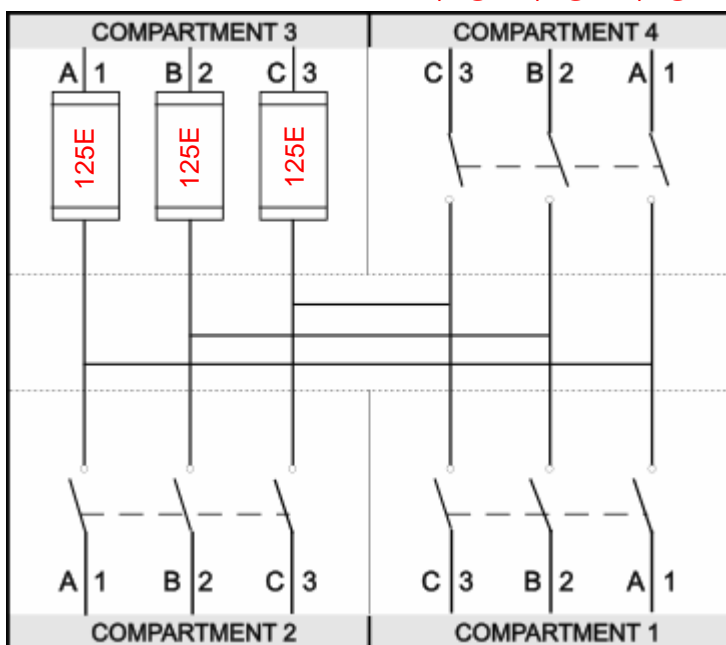 COMPARTMENT 3
COMPARTMENT 4
A 1 B 2 C 3
C 3 B 2 A 1
125E 125E 125E
A 1 B 2 C 3
C 3 B 2 A 1
COMPARTMENT 2
COMPARTMENT 1